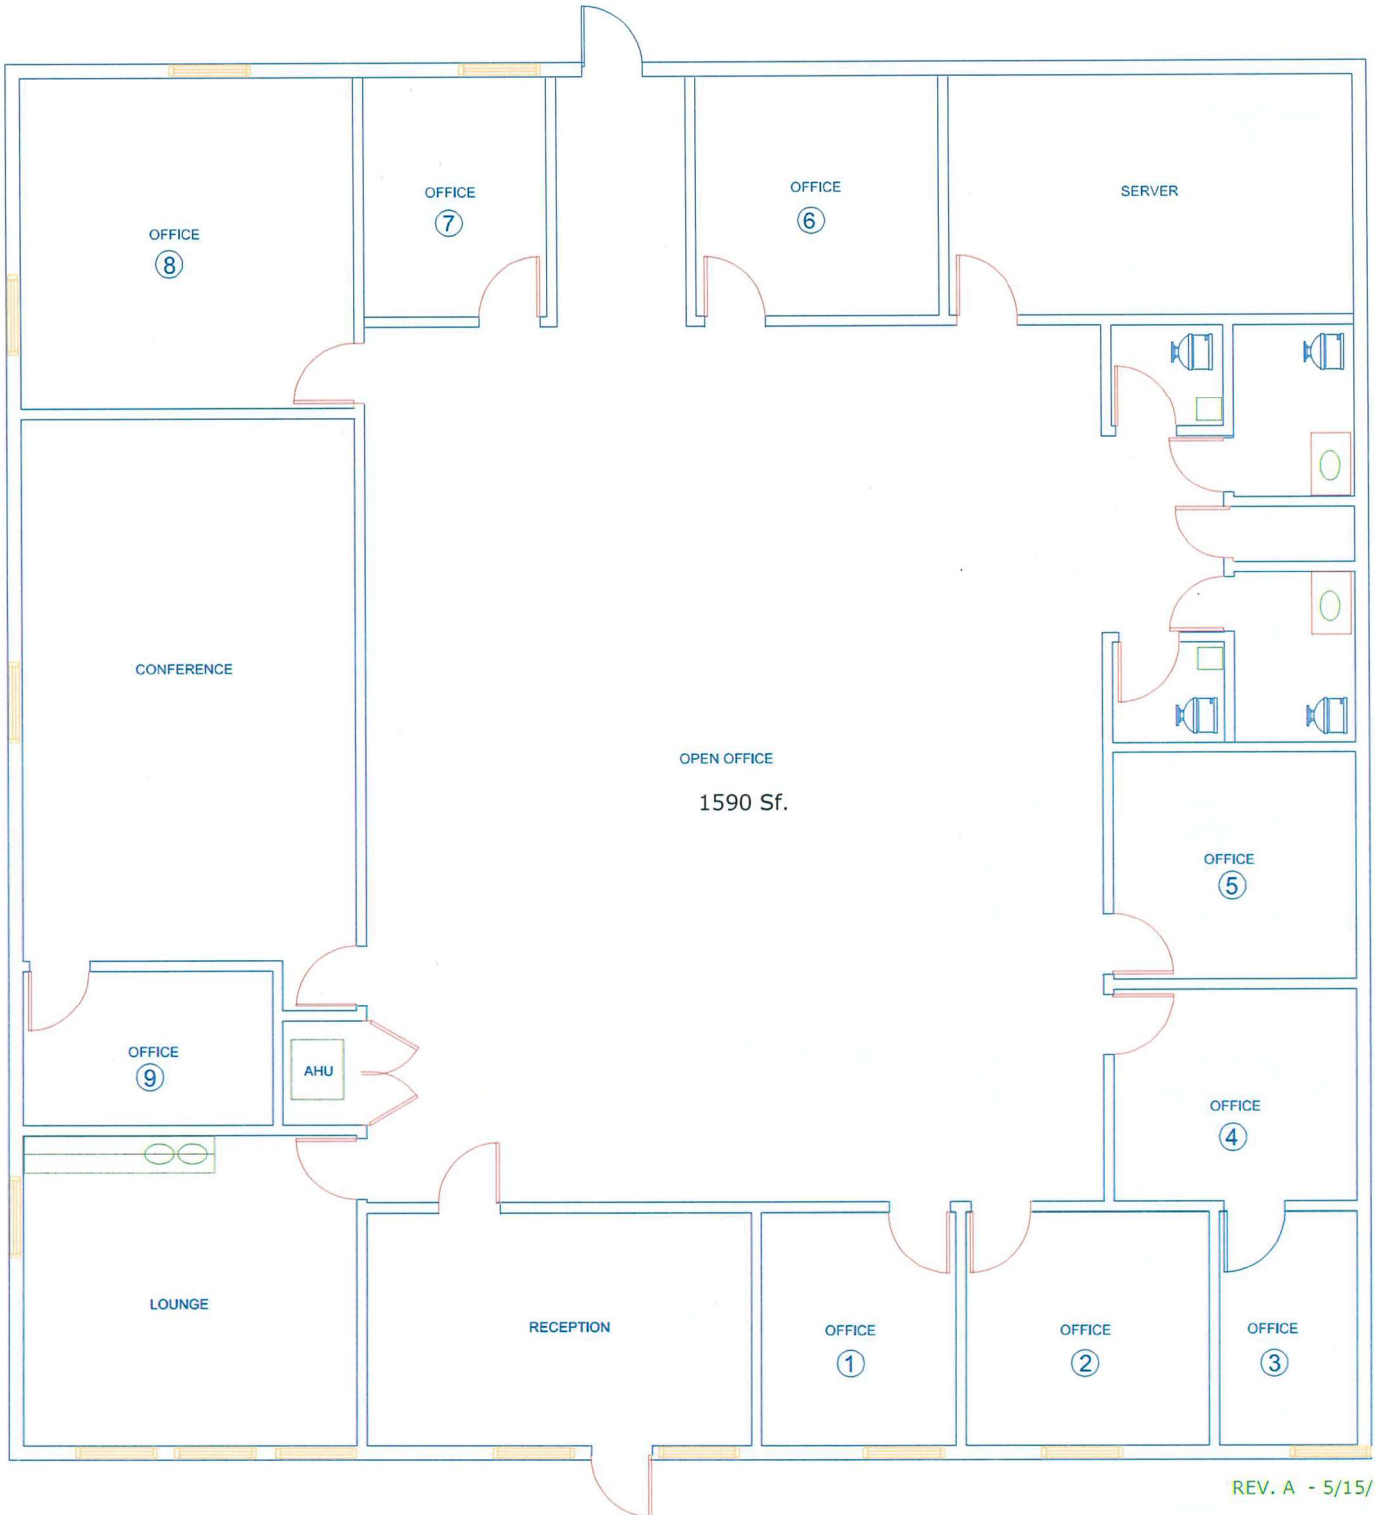 OFFICE
7
OFFICE
6
SERVER
OFFICE
8
CONFERENCE
OPEN OFFICE
1590 Sf.
OFFICE
5
OFFICE
9
AHU
OFFICE
4
LOUNGE
RECEPTION
OFFICE
1
OFFICE
2
OFFICE
3
REV. A - 5/15/